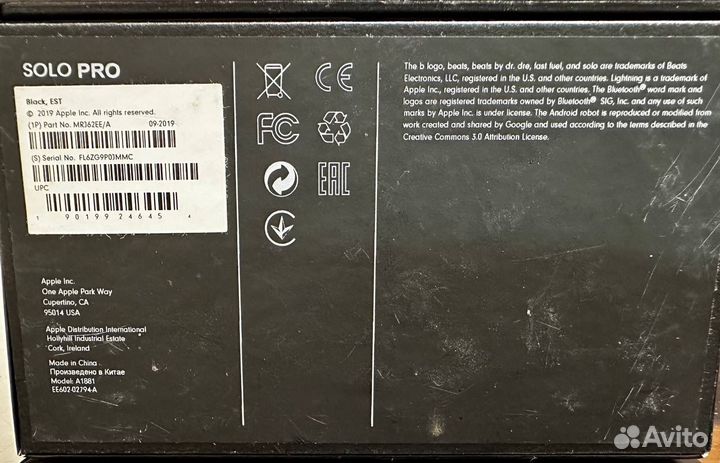 SOLO PRO
Black, EST
© 2019 Apple Inc. All rights reserved.
(1P) Part No. MRJ62EE/A 09-2019
(S) Serial No. FL6ZG9P03MMC
UPC
1 90199 24645 4
Apple Inc.
One Apple Park Way
Cupertino, CA
95014 USA
Apple Distribution International
Hollyhill Industrial Estate
Cork, Ireland
Made in China
Произведено в Китае
Model: A1881
EE602-02794-A
CE
FC
EAC
The b logo, beats, beats by dr. dre, fast fuel, and solo are trademarks of Beats
Electronics, LLC, registered in the U.S. and other countries. Lightning is a trademark of
Apple Inc., registered in the U.S. and other countries. The Bluetooth® word mark and
logos are registered trademarks owned by Bluetooth® SIG, Inc. and any use of such
marks by Apple Inc. is under license. The Android robot is reproduced or modified from
work created and shared by Google and used according to the terms described in the
Creative Commons 3.0 Attribution License.
Avito